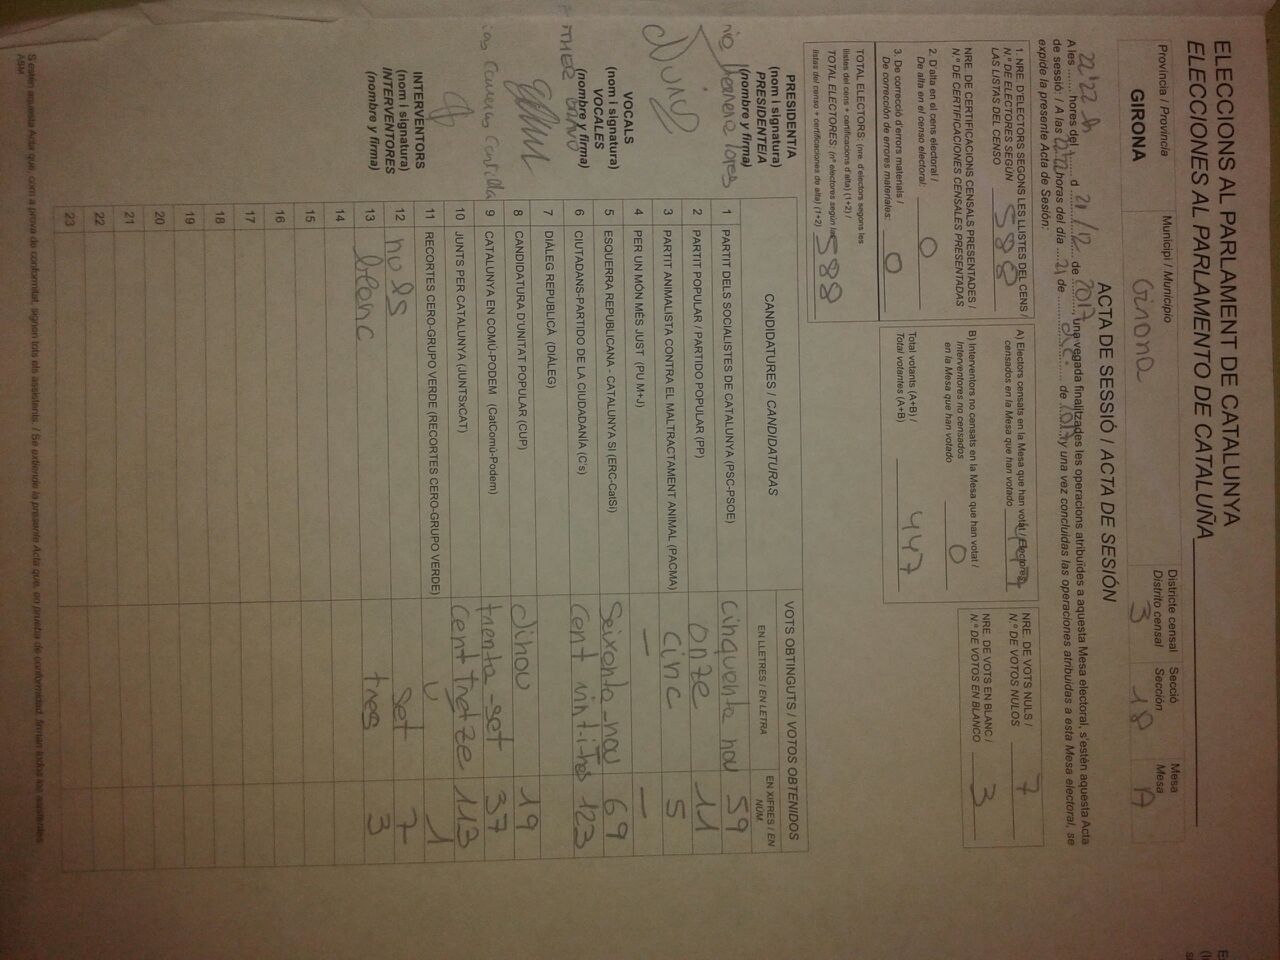 ELECCIONS AL PARLAMENT DE CATALUNYA
ELECCIONES AL PARLAMENTO DE CATALUÑA
Provincia / Provincia
GIRONA
Municipi / Municipio
Girona
Districte censal
Distrito censal
3
Secció
Sección
18
Mesa
Mesa
A
ACTA DE SESSIÓ / ACTA DE SESIÓN
A les 22'22 h hores del d 21/12 de 2017, una vegada finalitzades les operacions atribuïdes a aquesta Mesa electoral, s'estén aquesta Acta
de sessió: / A las horas del día 21 de dic. de 2017 y una vez concluidas las operaciones atribuidas a esta Mesa electoral, se
expide la presente Acta de Sesión:
1. NRE. D'ELECTORS SEGONS LES LLISTES DEL CENS /
N.º DE ELECTORES SEGÚN
LAS LISTAS DEL CENSO 588
NRE. DE CERTIFICACIONS CENSALS PRESENTADES /
N.º DE CERTIFICACIONES CENSALES PRESENTADAS
2. D'alta en el cens electoral /
De alta en el censo electoral: 0
3. De correcció d'errors materials /
De corrección de errores materiales: 0
TOTAL ELECTORS: (nre. d'electors segons les
llistes del cens + certificacions d'alta) (1+2) /
TOTAL ELECTORES: (nº electores según las
listas del censo + certificaciones de alta) (1+2) 588
A) Electors censats en la Mesa que han votat / Electores
censados en la Mesa que han votado 447
B) Interventors no censats en la Mesa que han votat /
Interventores no censados
en la Mesa que han votado 0
Total votants (A+B) /
Total votantes (A+B) 447
NRE. DE VOTS NULS /
N.º DE VOTOS NULOS 7
NRE. DE VOTS EN BLANC /
N.º DE VOTOS EN BLANCO 3
PRESIDENT/A
(nom i signatura)
PRESIDENTE/A
(nombre y firma)
VOCALS
(nom i signatura)
VOCALES
(nombre y firma)
INTERVENTORS
(nom i signatura)
INTERVENTORES
(nombre y firma)
CANDIDATURES / CANDIDATURAS
VOTS OBTINGUTS / VOTOS OBTENIDOS
EN LLETRES / EN LETRA
EN XIFRES / EN NÚM
1 PARTIT DELS SOCIALISTES DE CATALUNYA (PSC-PSOE) cinquanta nou 59
2 PARTIT POPULAR / PARTIDO POPULAR (PP) onze 11
3 PARTIT ANIMALISTA CONTRA EL MALTRACTAMENT ANIMAL (PACMA) cinc 5
4 PER UN MÓN MÉS JUST (PU M+J) — —
5 ESQUERRA REPUBLICANA - CATALUNYA SI (ERC-CatSí) Seixanta-nou 69
6 CIUTADANS-PARTIDO DE LA CIUDADANÍA (C's) Cent vint-i-tres 123
7 DIÀLEG REPUBLICÀ (DIÀLEG)
8 CANDIDATURA D'UNITAT POPULAR (CUP) dinou 19
9 CATALUNYA EN COMÚ-PODEM (CatComú-Podem) trenta-set 37
10 JUNTS PER CATALUNYA (JUNTSxCAT) Cent tretze 113
11 RECORTES CERO-GRUPO VERDE (RECORTES CERO-GRUPO VERDE) u 1
12 nuls set 7
13 blanc tres 3
14
15
16
17
18
19
20
21
22
23
S'estén aquesta Acta que, com a prova de conformitat, signen tots els assistents. / Se extiende la presente Acta que, en prueba de conformidad, firman todos los asistentes.